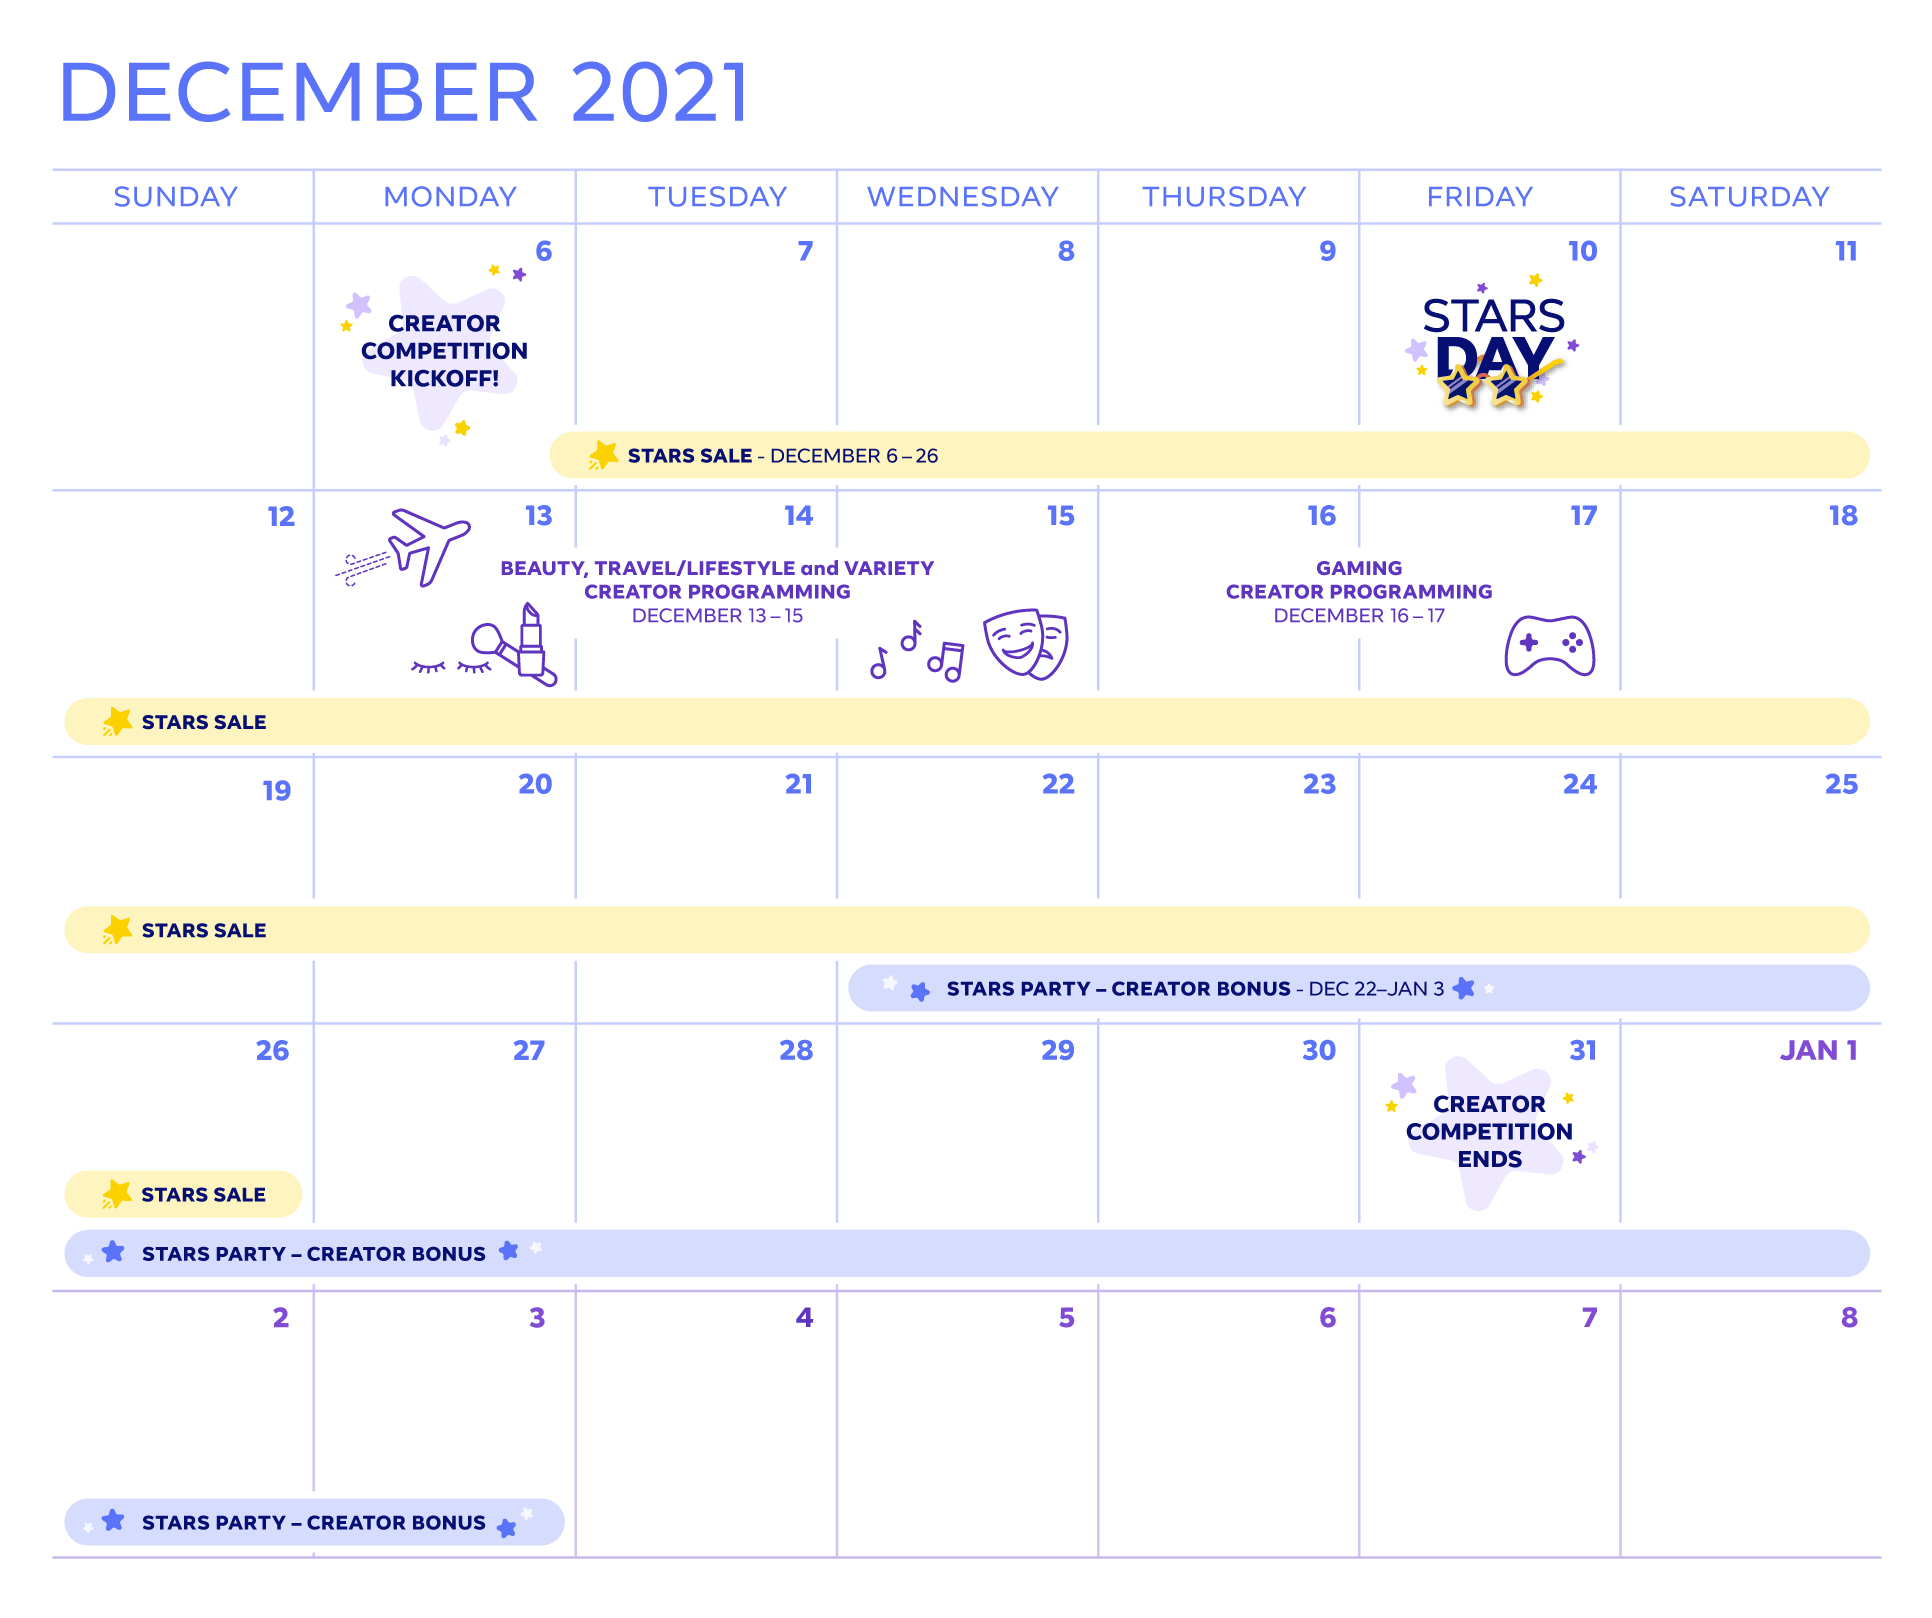 DECEMBER 2021
SUNDAY MONDAY TUESDAY WEDNESDAY THURSDAY FRIDAY SATURDAY
6 7 8 9 10 11
CREATOR
COMPETITION
KICKOFF!
STARS
DAY
STARS SALE - DECEMBER 6 – 26
12 13 14 15 16 17 18
BEAUTY, TRAVEL/LIFESTYLE and VARIETY
CREATOR PROGRAMMING
DECEMBER 13 – 15
GAMING
CREATOR PROGRAMMING
DECEMBER 16 – 17
STARS SALE
19 20 21 22 23 24 25
STARS SALE
STARS PARTY – CREATOR BONUS - DEC 22–JAN 3
26 27 28 29 30 31 JAN 1
CREATOR
COMPETITION
ENDS
STARS SALE
STARS PARTY – CREATOR BONUS
2 3 4 5 6 7 8
STARS PARTY – CREATOR BONUS